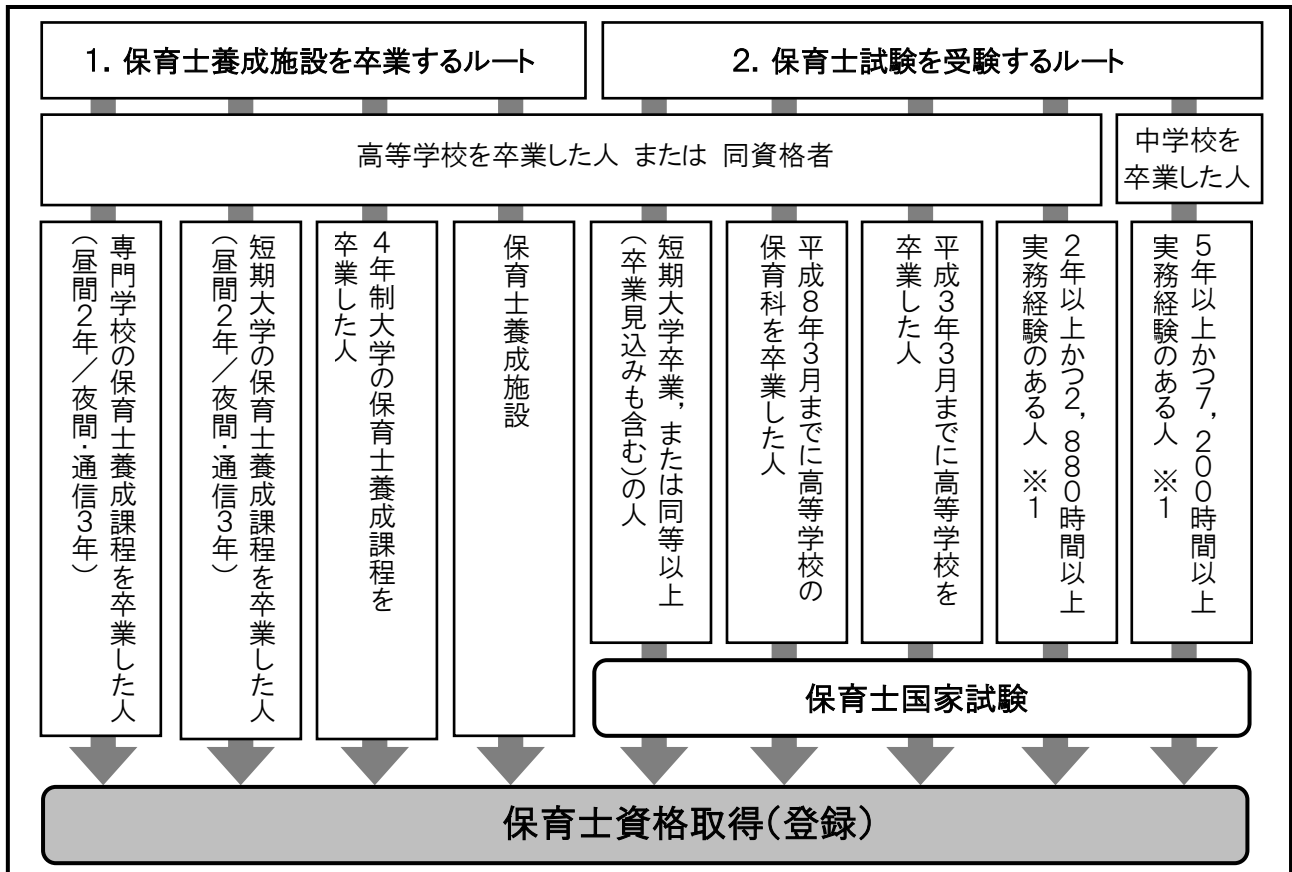 1．保育士養成施設を卒業するルート
2．保育士試験を受験するルート
高等学校を卒業した人 または 同資格者
中学校を
卒業した人
専門学校の保育士養成課程を卒業した人
（昼間２年／夜間・通信３年）
短期大学の保育士養成課程を卒業した人
（昼間２年／夜間・通信３年）
４年制大学の保育士養成課程を
卒業した人
保育士養成施設
短期大学卒業，または同等以上
（卒業見込みも含む）の人
平成８年３月までに高等学校の
保育科を卒業した人
平成３年３月までに高等学校を
卒業した人
２年以上かつ２，８８０時間以上
実務経験のある人 ※１
５年以上かつ７，２００時間以上
実務経験のある人 ※１
保育士国家試験
保育士資格取得（登録）